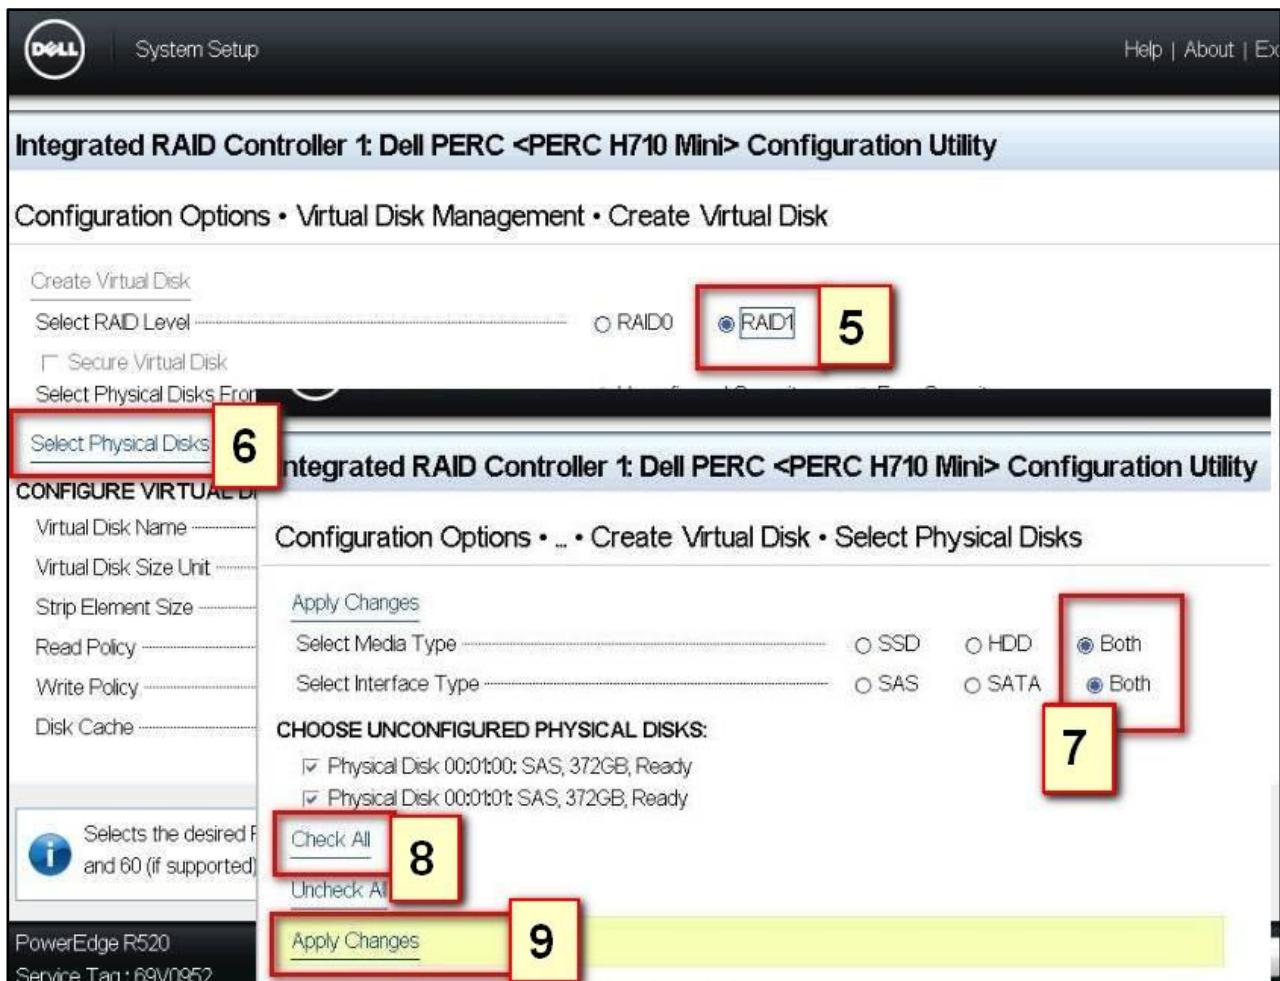 DELL System Setup Help | About | Ex
Integrated RAID Controller 1: Dell PERC <PERC H710 Mini> Configuration Utility
Configuration Options • Virtual Disk Management • Create Virtual Disk
Create Virtual Disk
Select RAID Level RAID0 RAID1 5
Secure Virtual Disk
Select Physical Disks From
Select Physical Disks 6
CONFIGURE VIRTUAL DI
Virtual Disk Name
Virtual Disk Size Unit
Strip Element Size
Read Policy
Write Policy
Disk Cache
Selects the desired R
and 60 (if supported)
PowerEdge R520
Service Tag : 69V0952
ntegrated RAID Controller 1: Dell PERC <PERC H710 Mini> Configuration Utility
Configuration Options • ... • Create Virtual Disk • Select Physical Disks
Apply Changes
Select Media Type SSD HDD Both
Select Interface Type SAS SATA Both
7
CHOOSE UNCONFIGURED PHYSICAL DISKS:
Physical Disk 00:01:00: SAS, 372GB, Ready
Physical Disk 00:01:01: SAS, 372GB, Ready
Check All 8
Uncheck All
Apply Changes 9